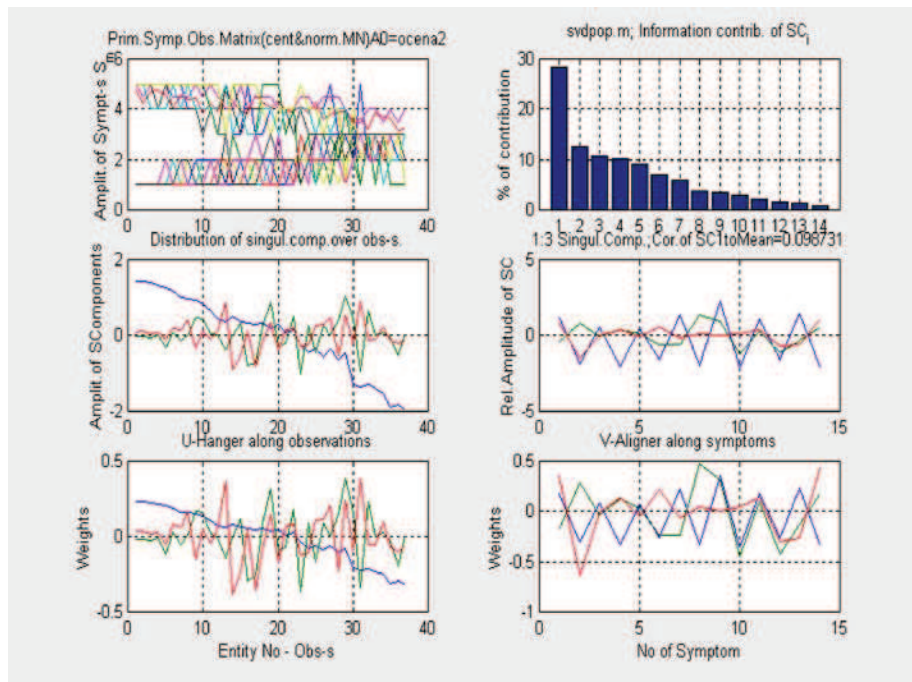 Prim.Symp.Obs.Matrix(cent&norm.MN)A0=ocena2
Amplit.of Sympt-s S_m
6
4
2
0
0 10 20 30 40
svdpop.m; Information contrib. of SC_i
% of contribution
30
20
10
0
1 2 3 4 5 6 7 8 9 10 11 12 13 14
Distribution of singul.comp.over obs-s.
Amplit.of SComponents
2
0
-2
0 10 20 30 40
1:3 Singul.Comp.;Cor.of SC1toMean=0.098731
Rel.Amplitude of SC
5
0
-5
0 5 10 15
U-Hanger along observations
Weights
0.5
0
-0.5
0 10 20 30 40
Entity No - Obs-s
V-Aligner along symptoms
Weights
0.5
0
-0.5
-1
0 5 10 15
No of Symptom